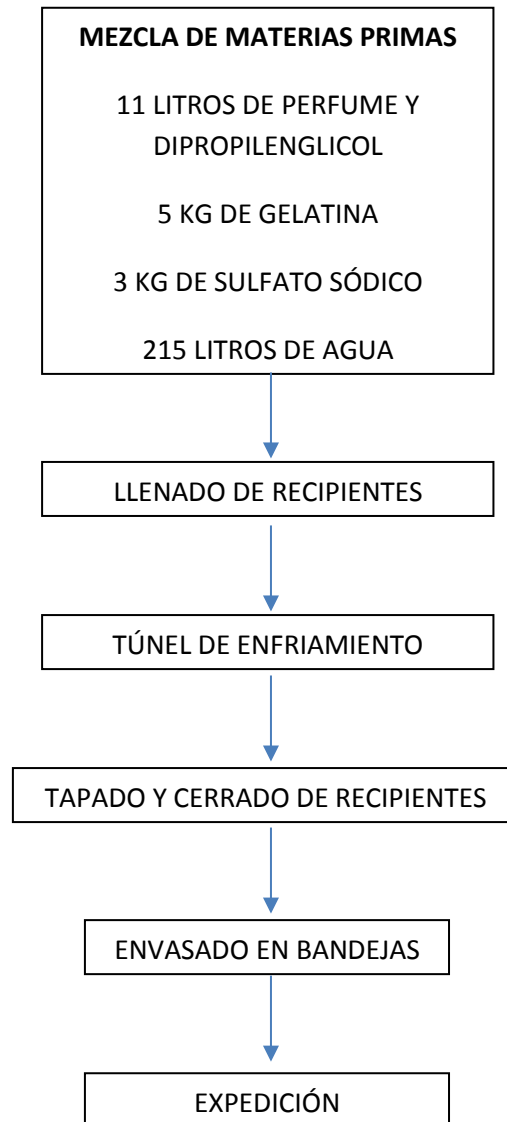 MEZCLA DE MATERIAS PRIMAS
11 LITROS DE PERFUME Y
DIPROPILENGLICOL
5 KG DE GELATINA
3 KG DE SULFATO SÓDICO
215 LITROS DE AGUA
LLENADO DE RECIPIENTES
TÚNEL DE ENFRIAMIENTO
TAPADO Y CERRADO DE RECIPIENTES
ENVASADO EN BANDEJAS
EXPEDICIÓN